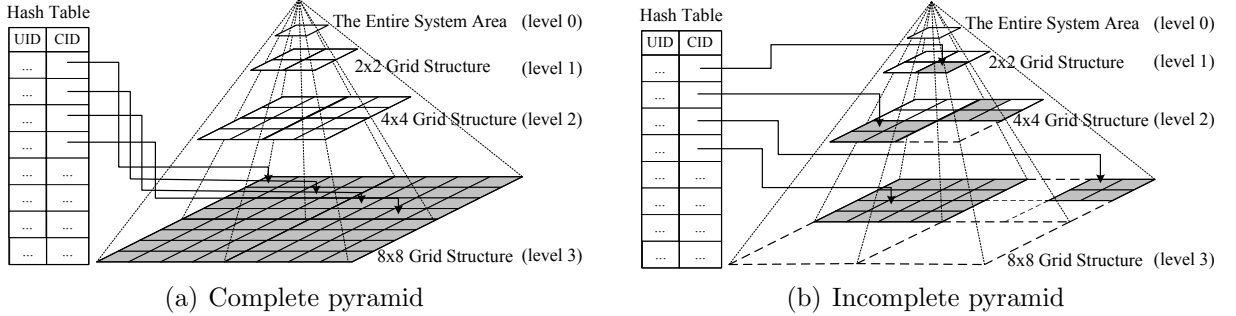 Hash Table
UID CID
...
...
...
...
... ...
... ...
... ...
... ...
The Entire System Area (level 0)
2x2 Grid Structure (level 1)
4x4 Grid Structure (level 2)
8x8 Grid Structure (level 3)
(a) Complete pyramid
Hash Table
UID CID
...
...
...
...
... ...
... ...
... ...
... ...
The Entire System Area (level 0)
2x2 Grid Structure (level 1)
4x4 Grid Structure (level 2)
8x8 Grid Structure (level 3)
(b) Incomplete pyramid